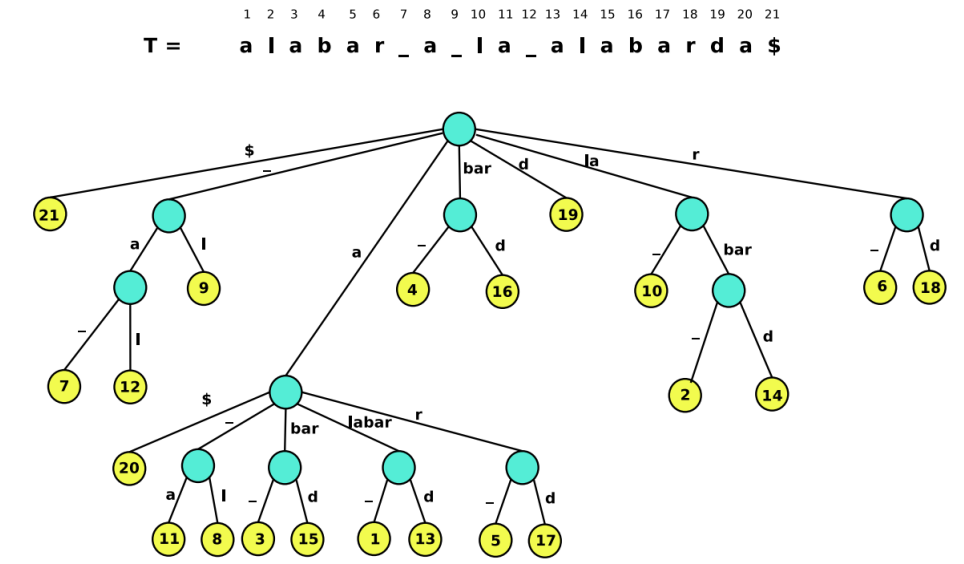 1 2 3 4 5 6 7 8 9 10 11 12 13 14 15 16 17 18 19 20 21
T = a l a b a r _ a _ l a _ a l a b a r d a $
$ _ bar d la r
21 19
a l a _ d _ bar _ d
9 4 16 10 6 18
_ l _ d
7 12 2 14
$ _ bar labar r
20
a l _ d _ d _ d
11 8 3 15 1 13 5 17